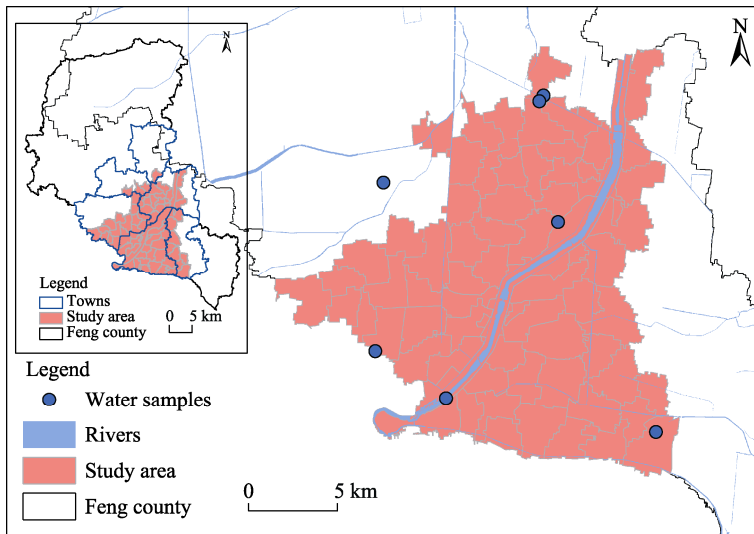 N
N
Legend
Towns
Study area
Feng county
0 5 km
Legend
Water samples
Rivers
Study area
Feng county
0 5 km